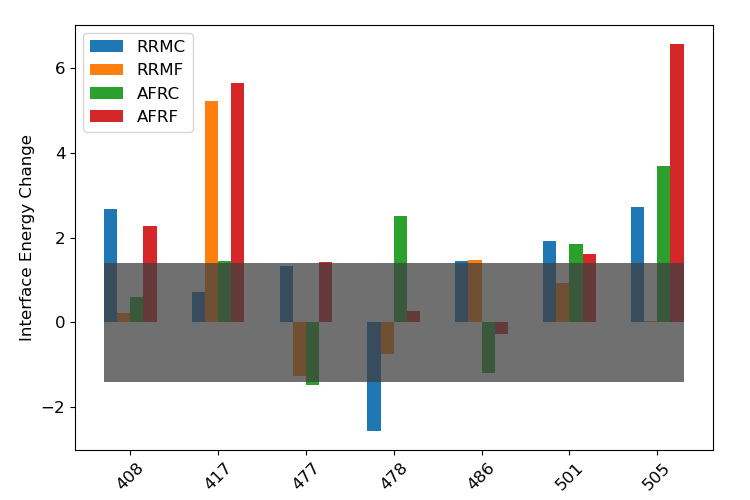 RRMC
RRMF
AFRC
AFRF
Interface Energy Change
6
4
2
0
−2
408
417
477
478
486
501
505